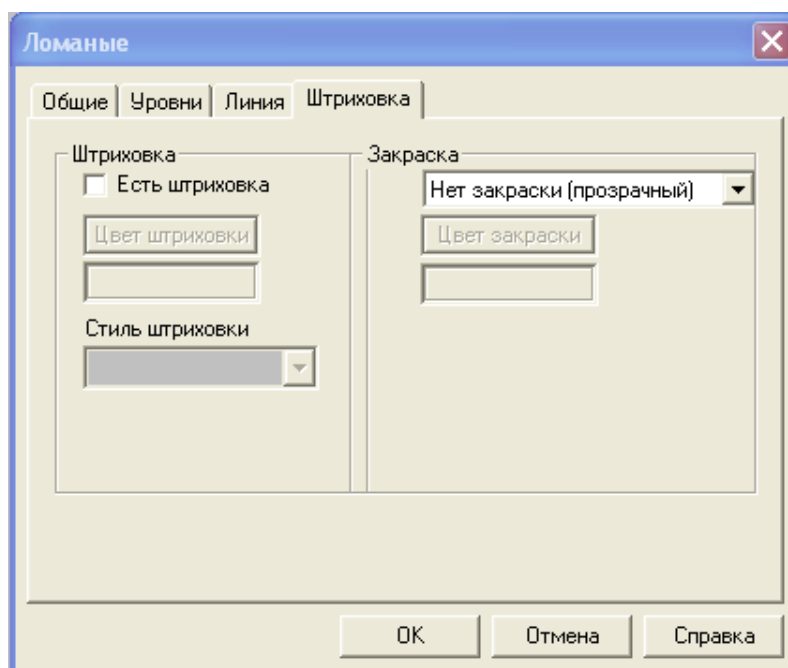 Ломаные
Общие Уровни Линия Штриховка
Штриховка Закраска
Есть штриховка Нет закраски (прозрачный)
Цвет штриховки Цвет закраски
Стиль штриховки
OK Отмена Справка